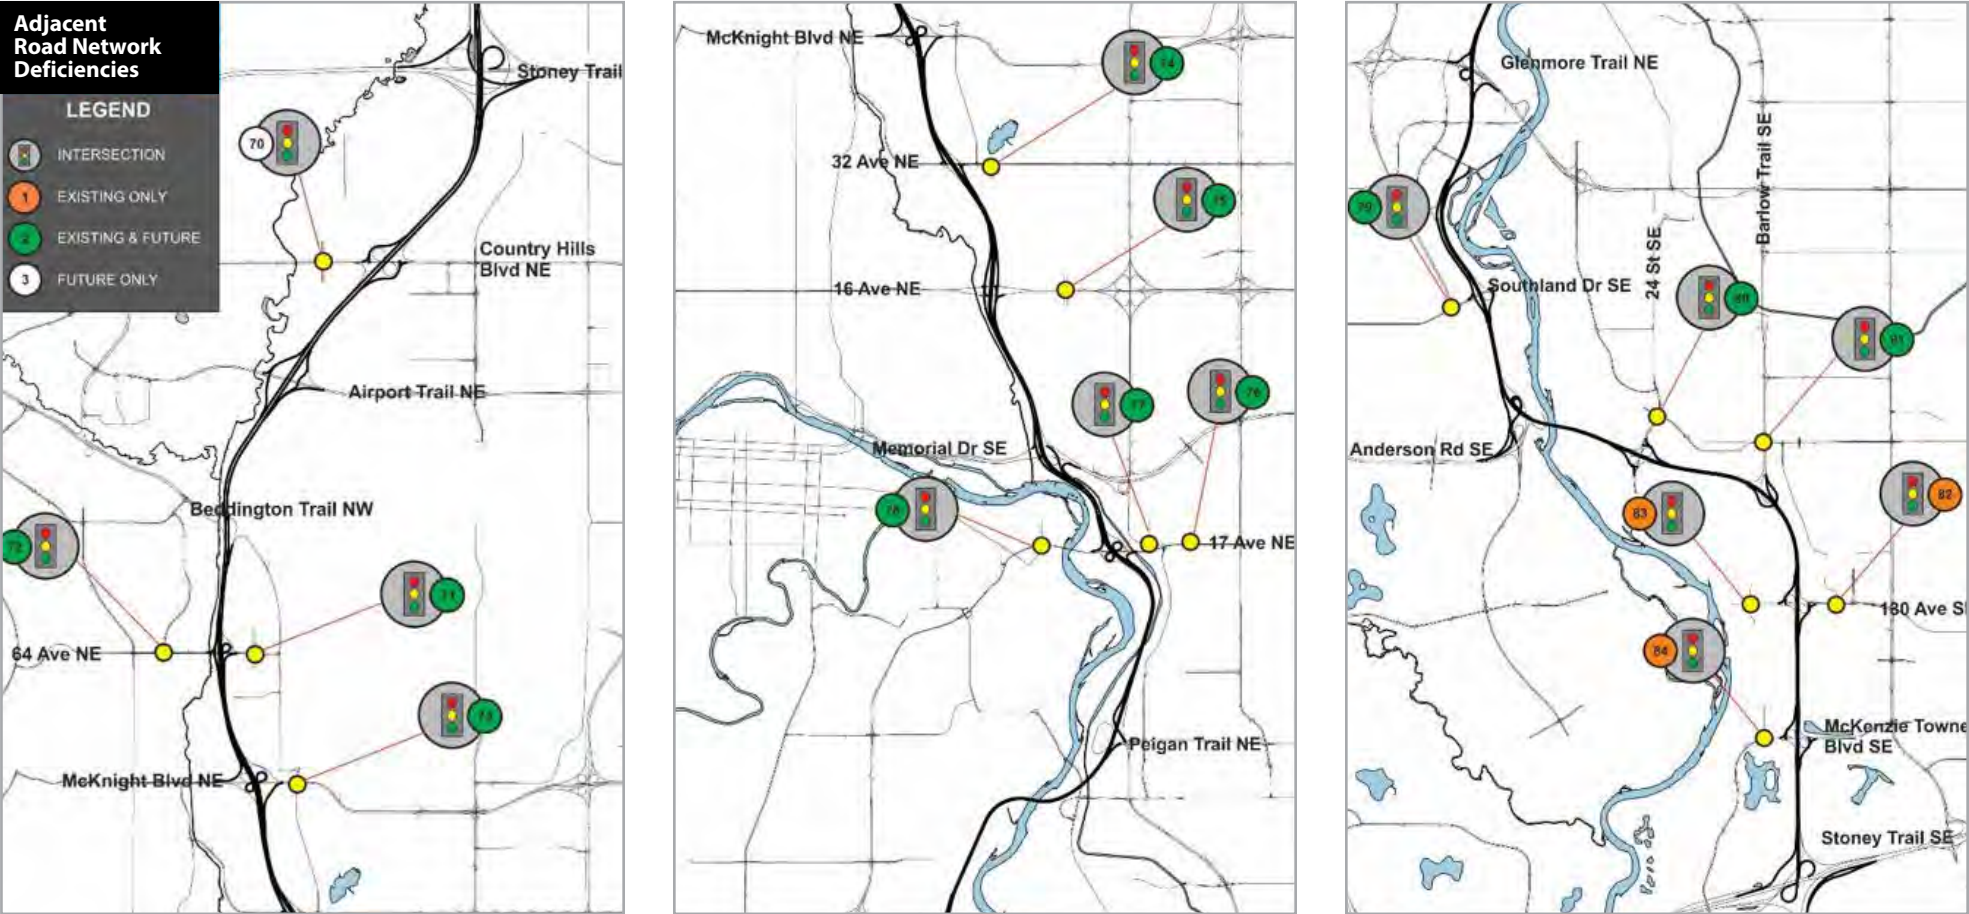 Adjacent
Road Network
Deficiencies
LEGEND
INTERSECTION
1 EXISTING ONLY
2 EXISTING & FUTURE
3 FUTURE ONLY
Stoney Trail
70
Country Hills
Blvd NE
Airport Trail NE
Beddington Trail NW
72
71
64 Ave NE
73
McKnight Blvd NE
McKnight Blvd NE
74
32 Ave NE
75
16 Ave NE
77
76
Memorial Dr SE
78
17 Ave NE
Peigan Trail NE
Glenmore Trail NE
Barlow Trail SE
79
24 St SE
Southland Dr SE
80
81
Anderson Rd SE
82
83
130 Ave S
84
McKenzie Towne
Blvd SE
Stoney Trail SE